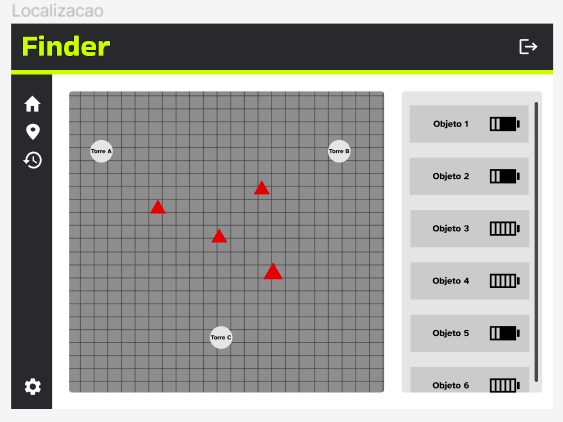 Localizacao
Finder
Torre A
Torre B
Torre C
Objeto 1
Objeto 2
Objeto 3
Objeto 4
Objeto 5
Objeto 6